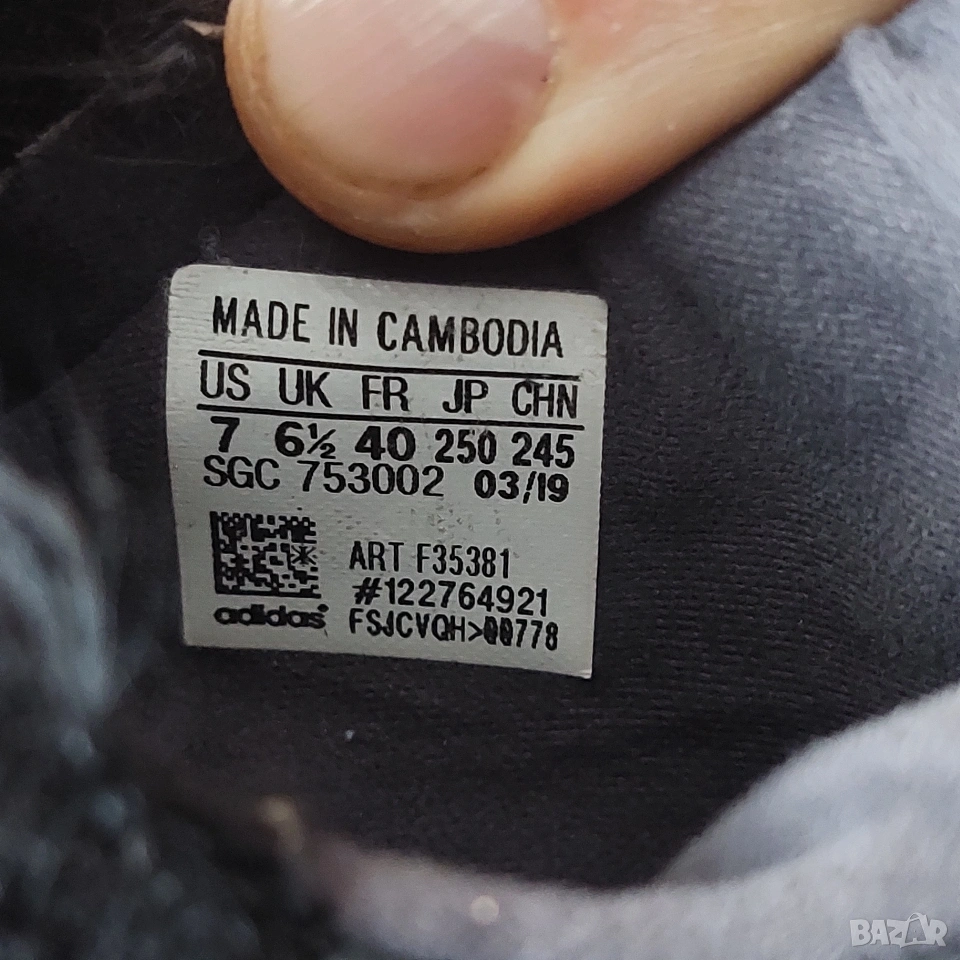 MADE IN CAMBODIA
US UK FR JP CHN
7 6½ 40 250 245
SGC 753002 03/19
ART F35381
#122764921
adidas FSJCVQH>00778
BAZAR